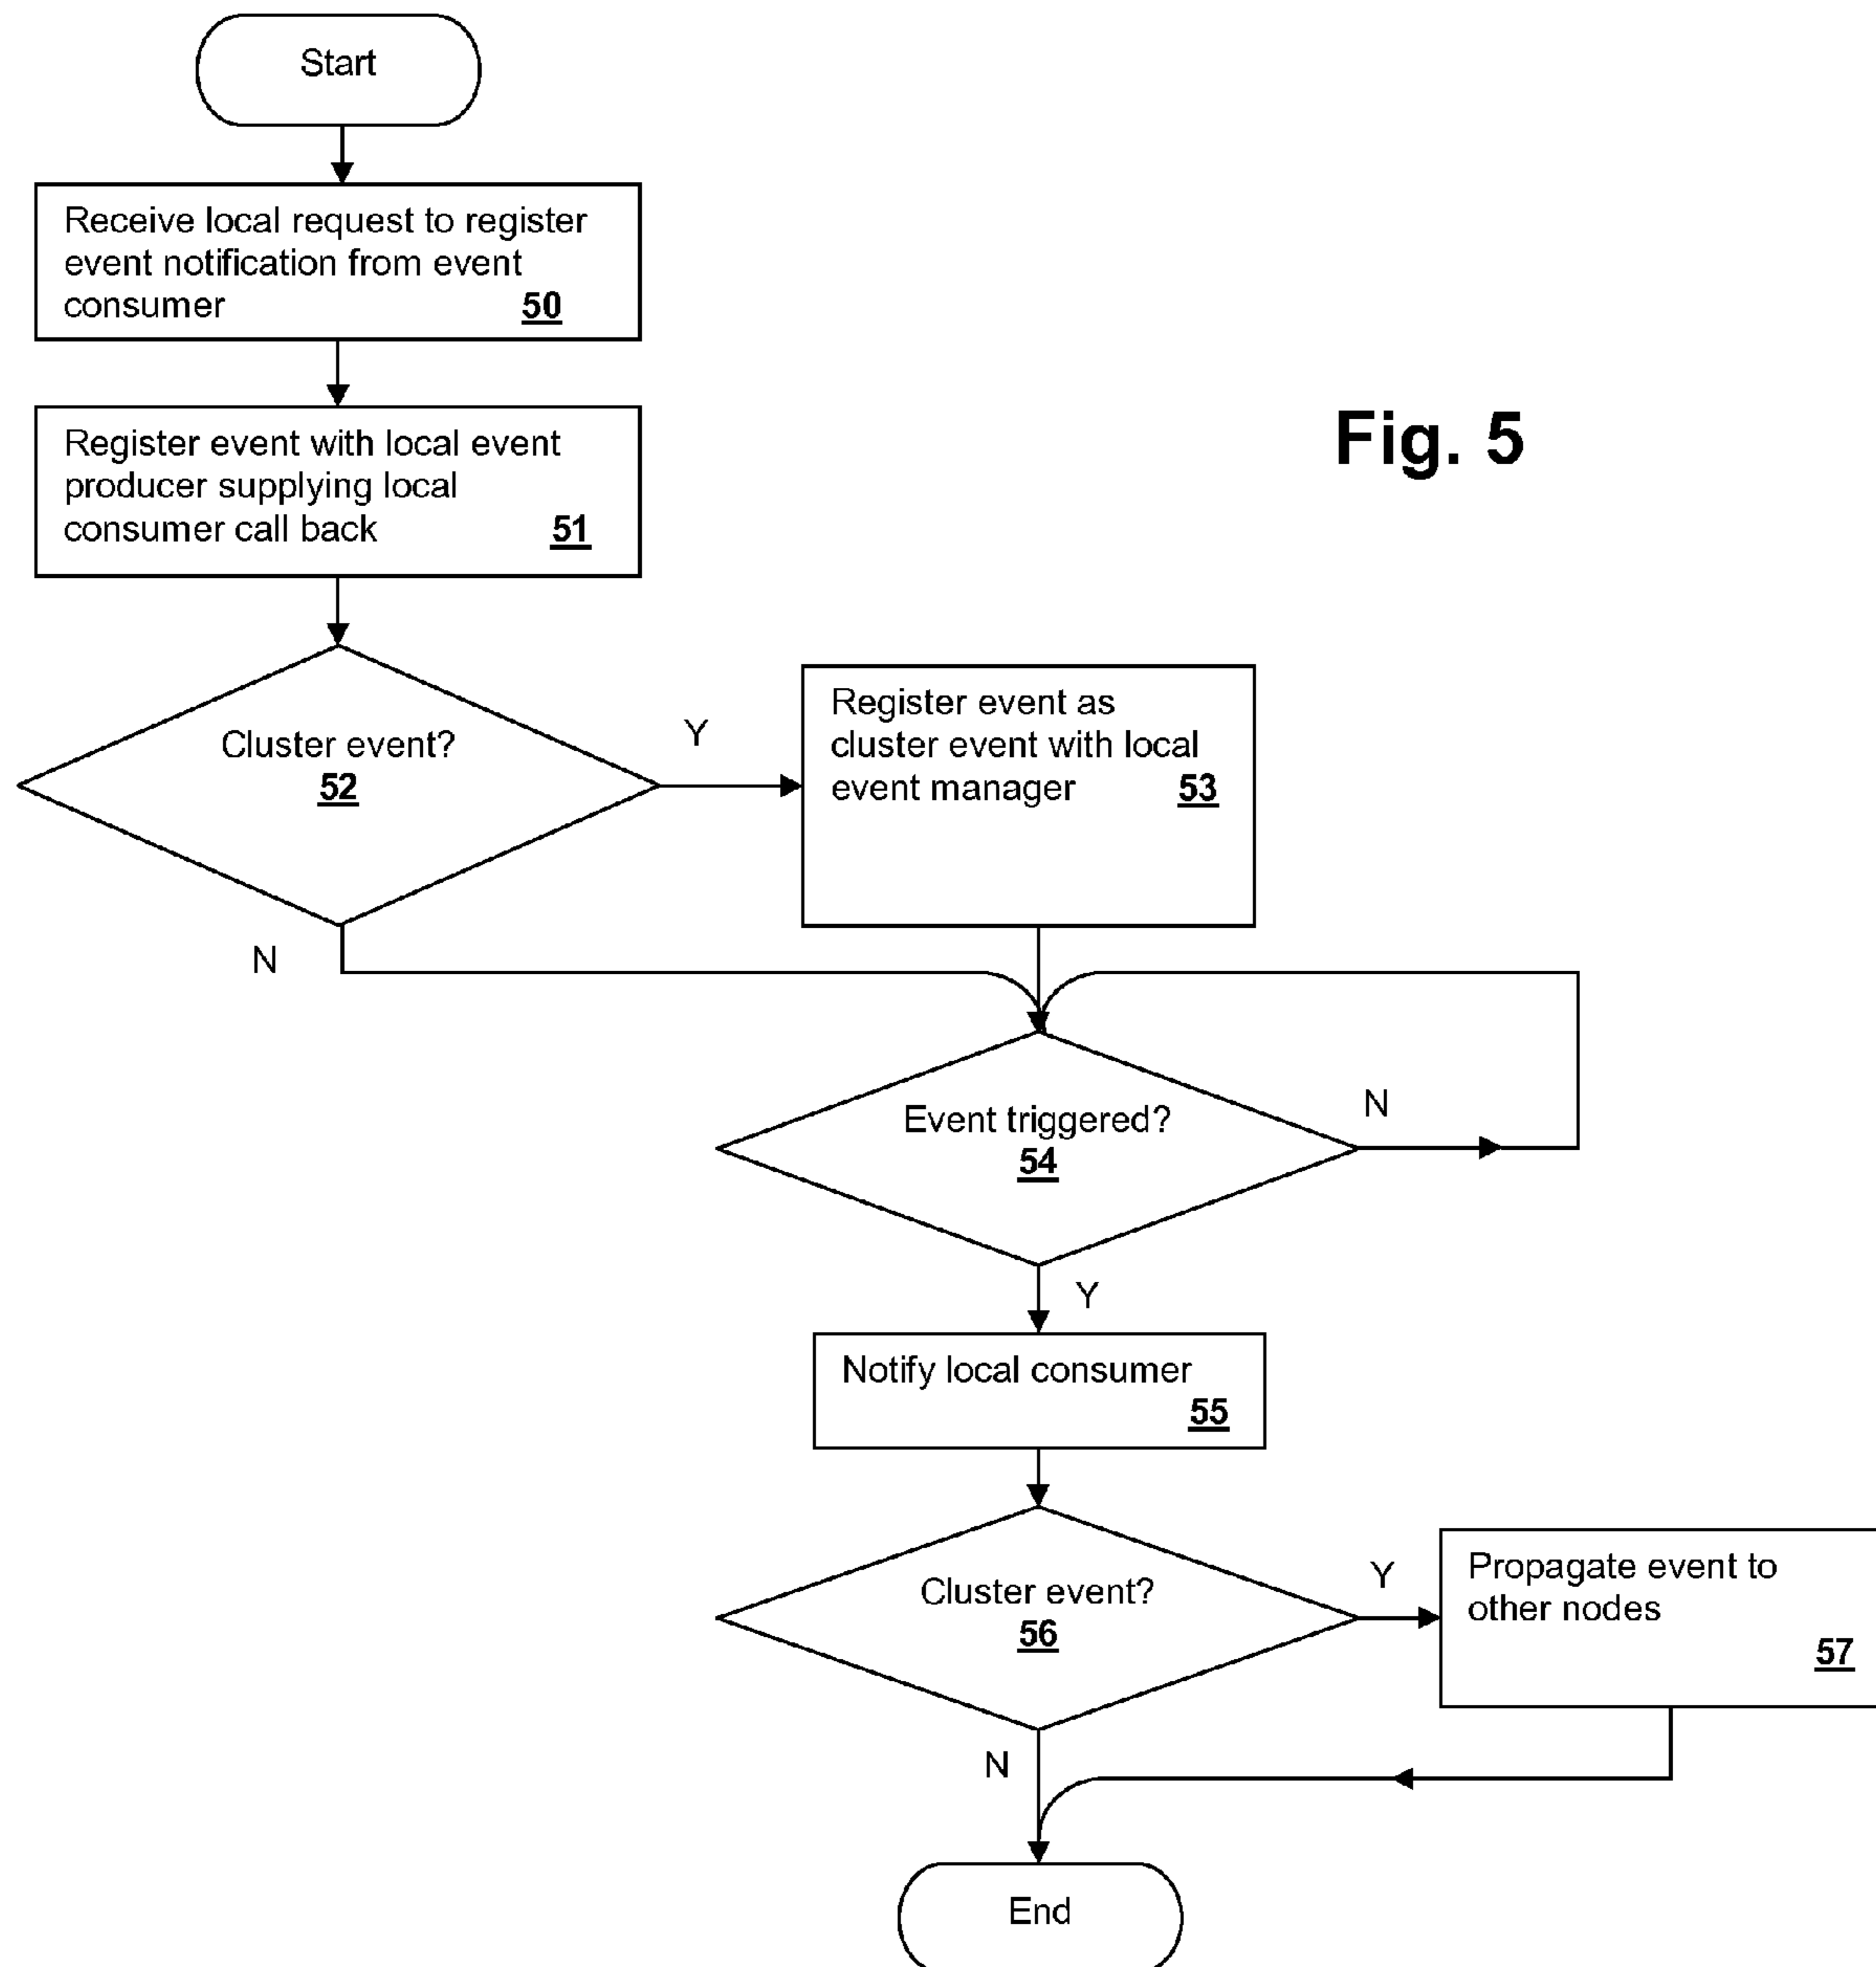 Start
Receive local request to register
event notification from event
consumer 50
Fig. 5
Register event with local event
producer supplying local
consumer call back 51
Cluster event?
52
Y
Register event as
cluster event with local
event manager 53
N
Event triggered?
54
N
Y
Notify local consumer
55
Cluster event?
56
Y
Propagate event to
other nodes
57
N
End